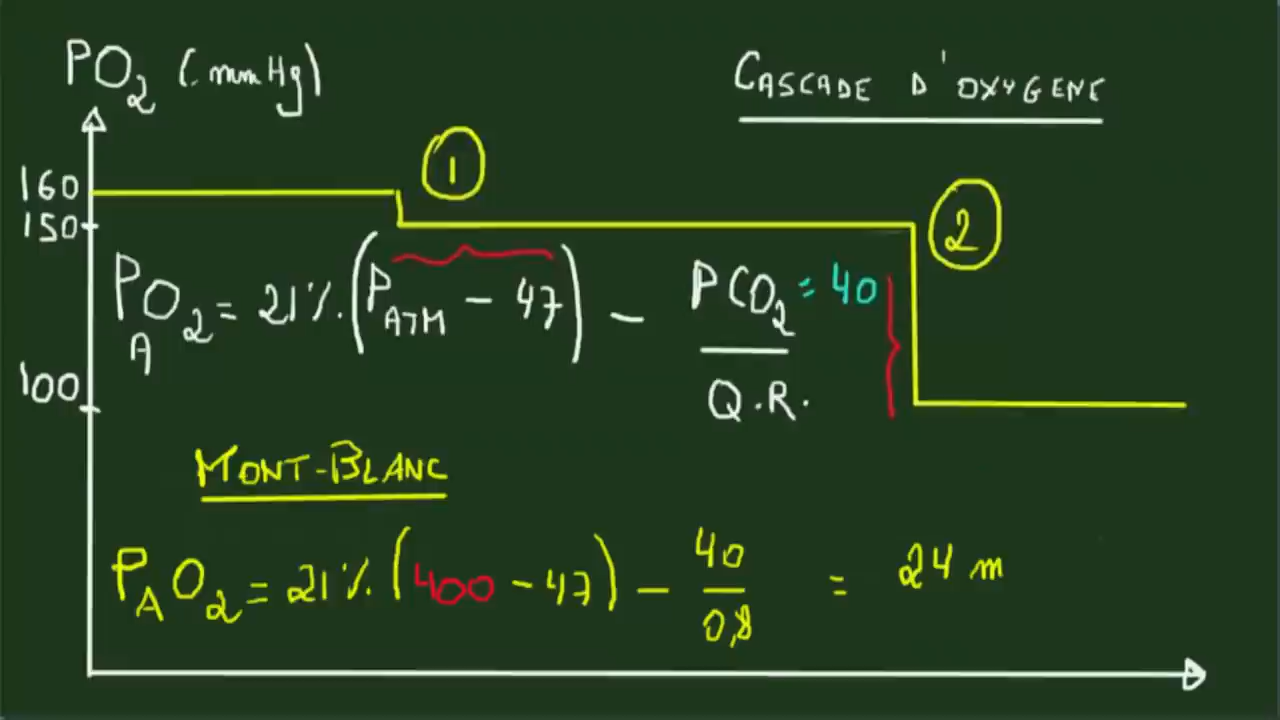 PO₂ (mmHg)
CASCADE D'OXYGENE
1
160
150
2
PAO₂ = 21%. (PATM - 47) - PCO₂ = 40 / Q.R.
100
MONT-BLANC
PAO₂ = 21%. (400 - 47) - 40 / 0,8 = 24 m